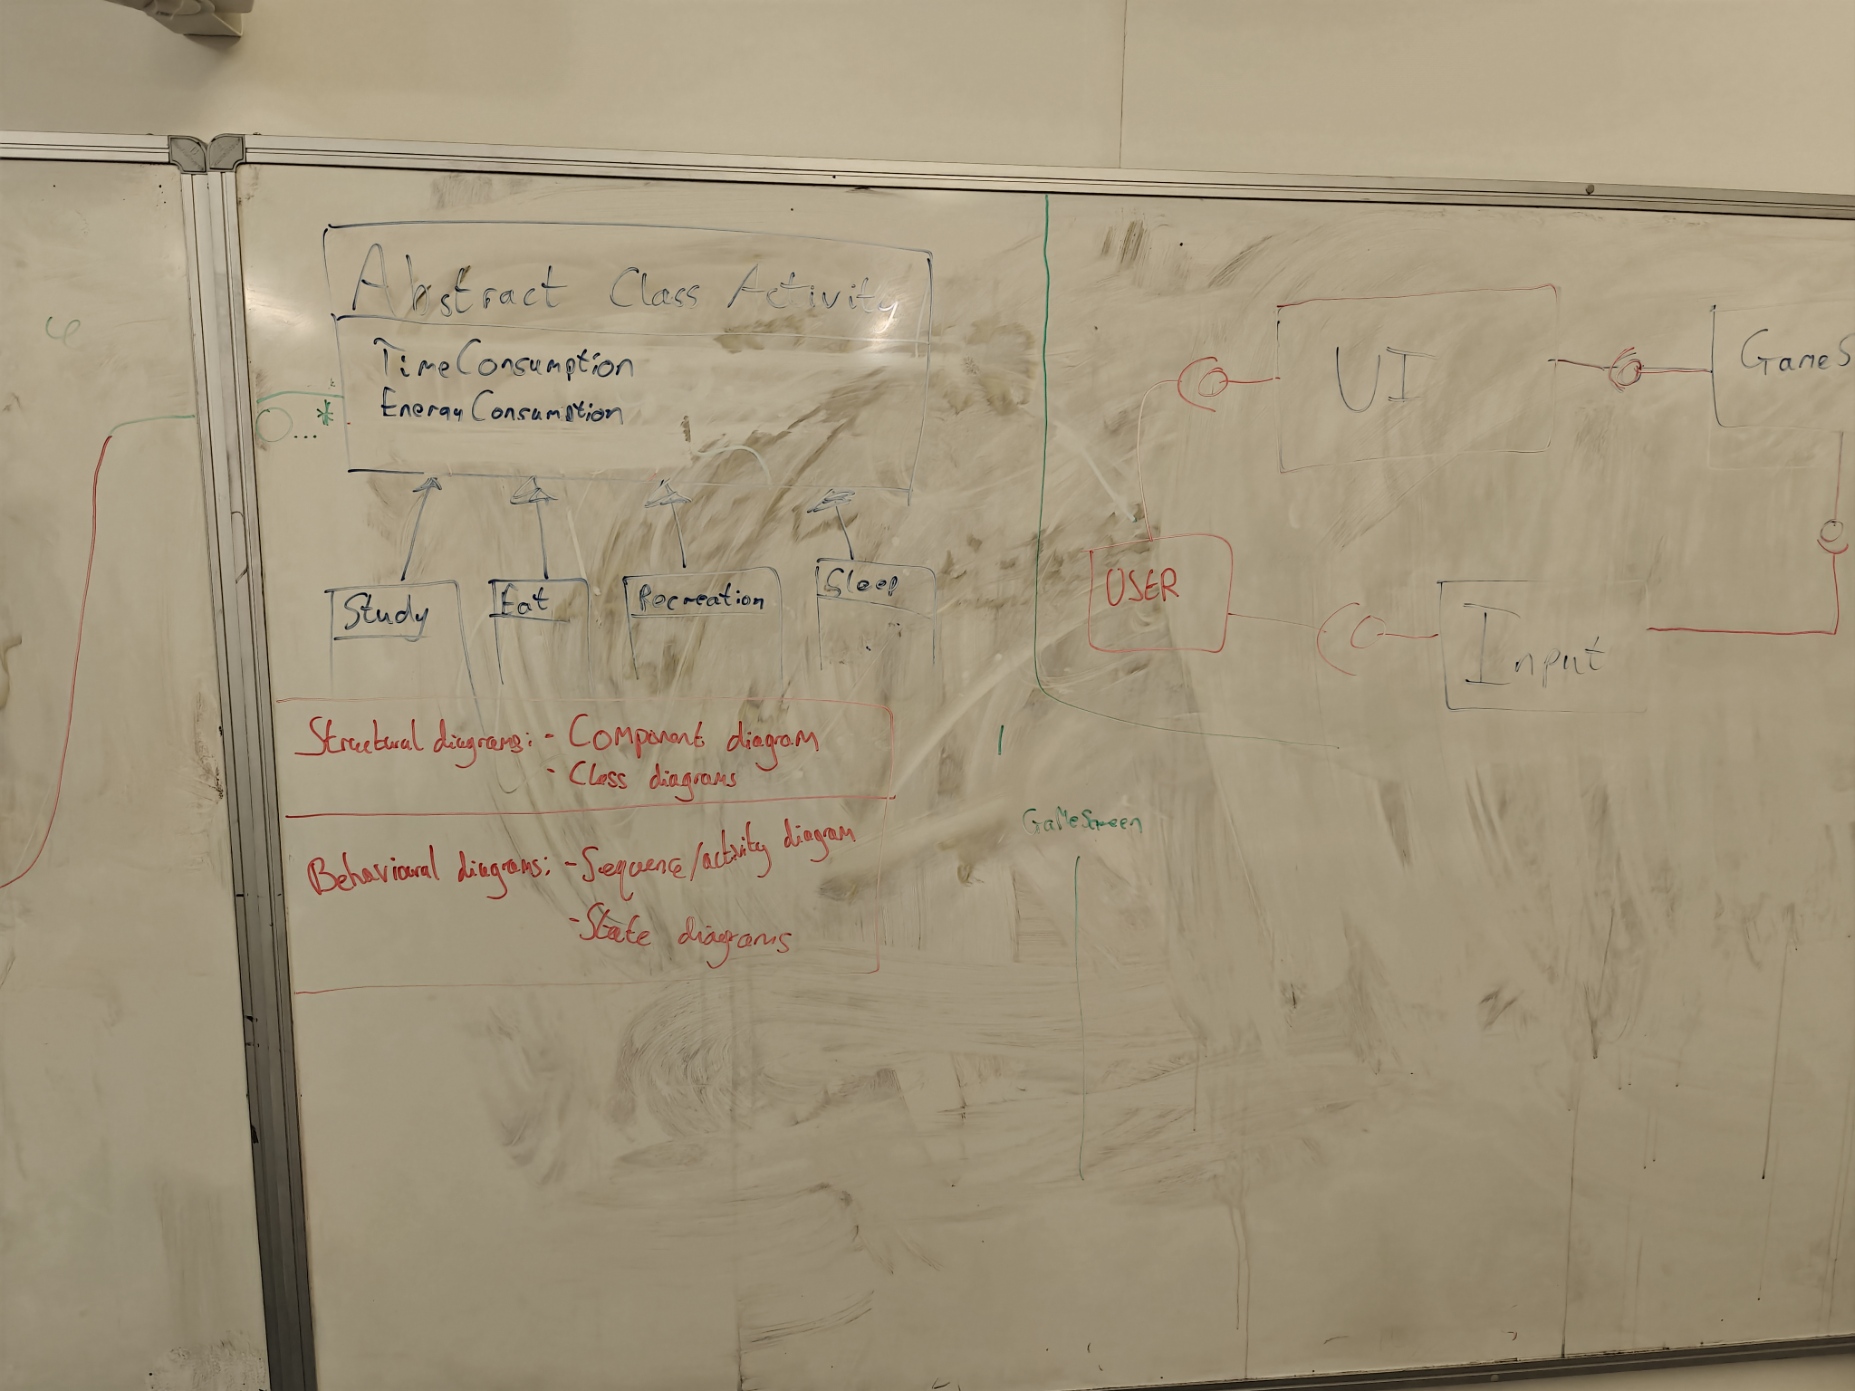 Abstract Class Activity
TimeConsumption
EnergyConsumption
0...*
Study
Eat
Recreation
Sleep
Structural diagrams: - Component diagram
- Class diagrams
Behavioural diagrams: - Sequence/activity diagram
- State diagrams
UI
GameS
USER
Input
GameScreen